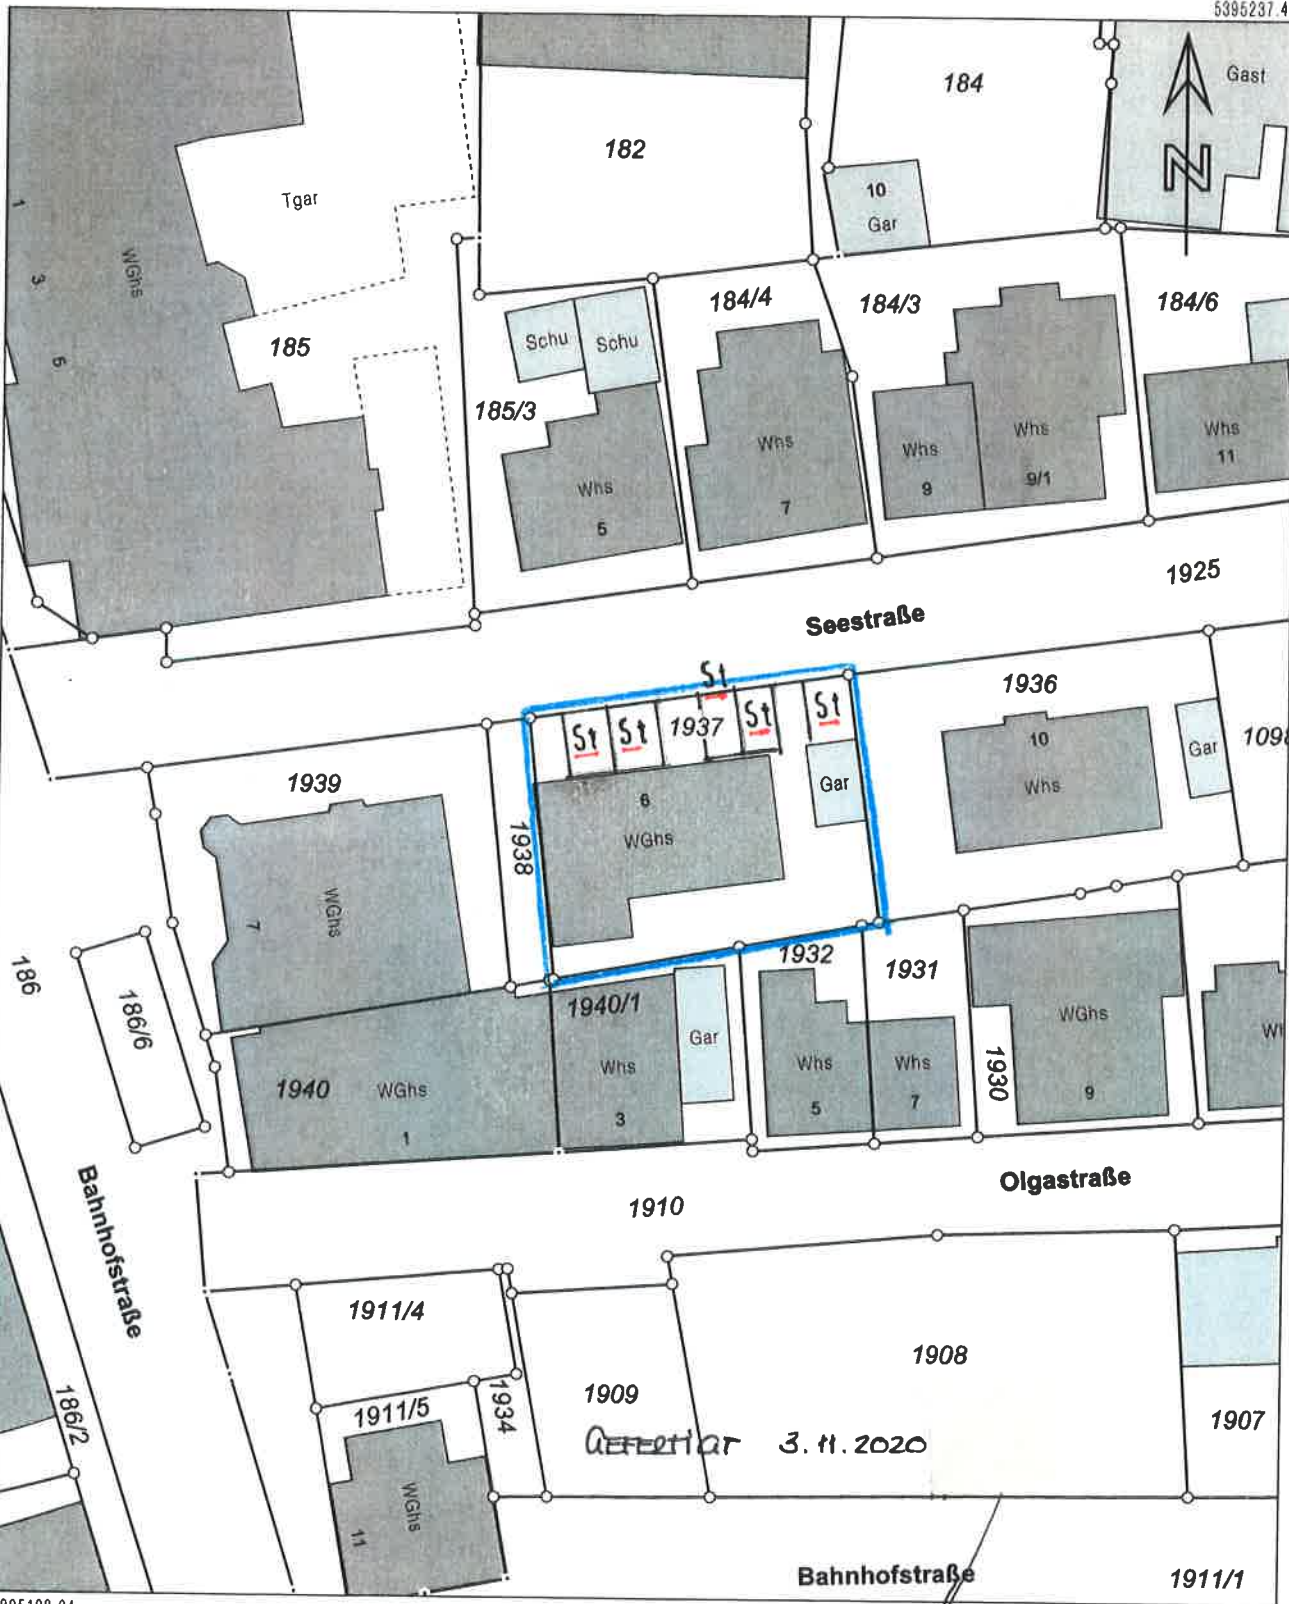 5395237.4
Gast
184
182
10
Gar
N
Tgar
1
3
5
WGhs
185
184/4
184/3
184/6
Schu
Schu
185/3
Whs
5
Whs
7
Whs
9
Whs
9/1
Whs
11
1925
Seestraße
St
St
St
1937
St
St
1936
10
Whs
Gar
1939
1938
6
WGhs
Gar
7
WGhs
186
186/6
1932
1931
1940/1
Gar
1940
WGhs
1
Whs
3
Whs
5
Whs
7
1930
WGhs
9
Bahnhofstraße
Olgastraße
1910
1911/4
1908
1909
1934
1911/5
186/2
1907
3.11.2020
WGhs
11
Bahnhofstraße
1911/1